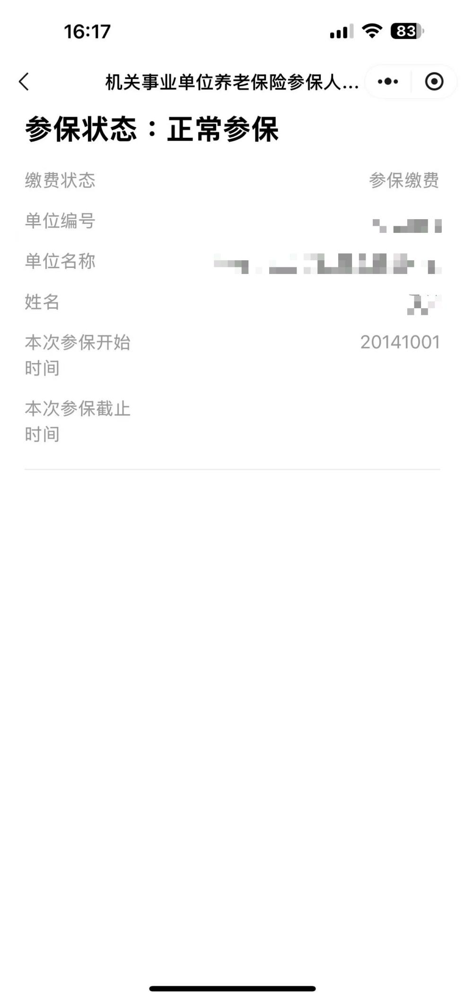 16:17
83
机关事业单位养老保险参保人...
参保状态：正常参保
缴费状态 参保缴费
单位编号
单位名称
姓名
本次参保开始 20141001
时间
本次参保截止
时间